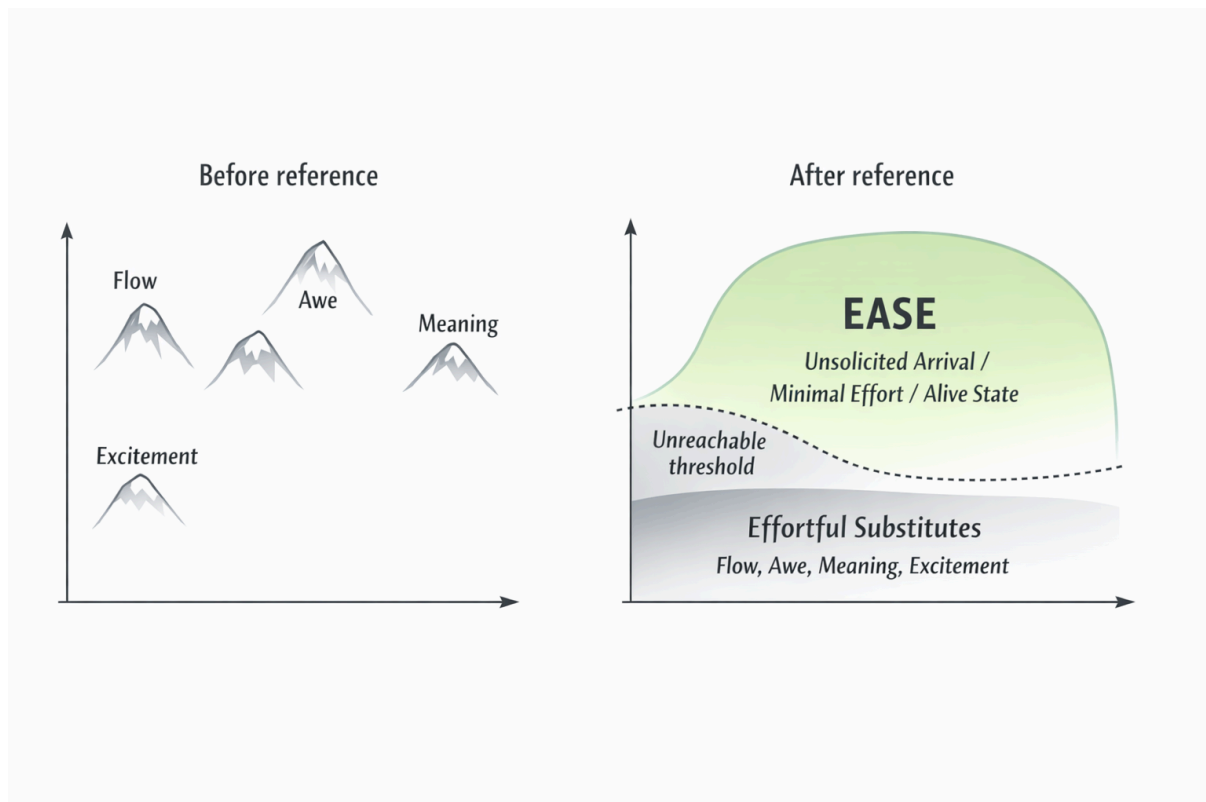 Before reference
Flow
Awe
Meaning
Excitement
After reference
EASE
Unsolicited Arrival /
Minimal Effort / Alive State
Unreachable
threshold
Effortful Substitutes
Flow, Awe, Meaning, Excitement